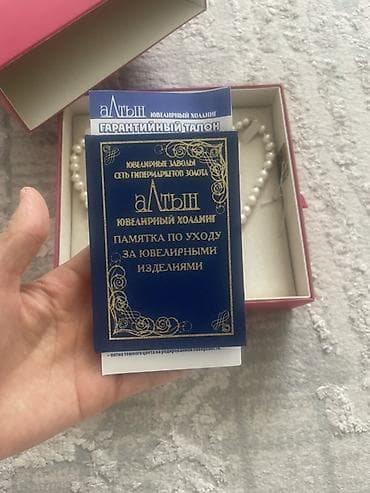 алтын ЮВЕЛИРНЫЙ ХОЛДИНГ
ГАРАНТИЙНЫЙ ТАЛОН
ЮВЕЛИРНЫЕ ЗАВОДЫ
СЕТЬ ГИПЕРМАРКЕТОВ ЗОЛОТА
алтын
ЮВЕЛИРНЫЙ ХОЛДИНГ
ПАМЯТКА ПО УХОДУ
ЗА ЮВЕЛИРНЫМИ
ИЗДЕЛИЯМИ